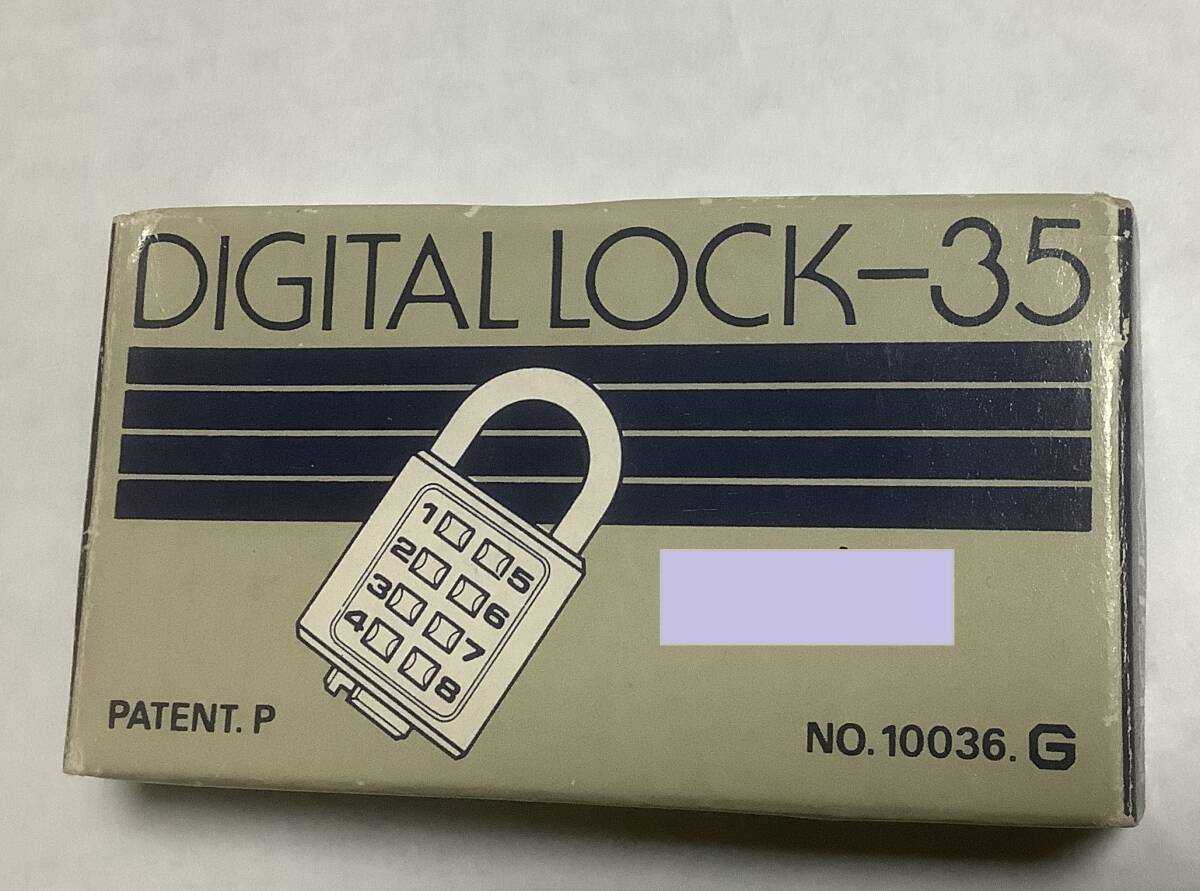 DIGITAL LOCK-35
1 5
2 6
3 7
4 8
PATENT. P
NO. 10036. G